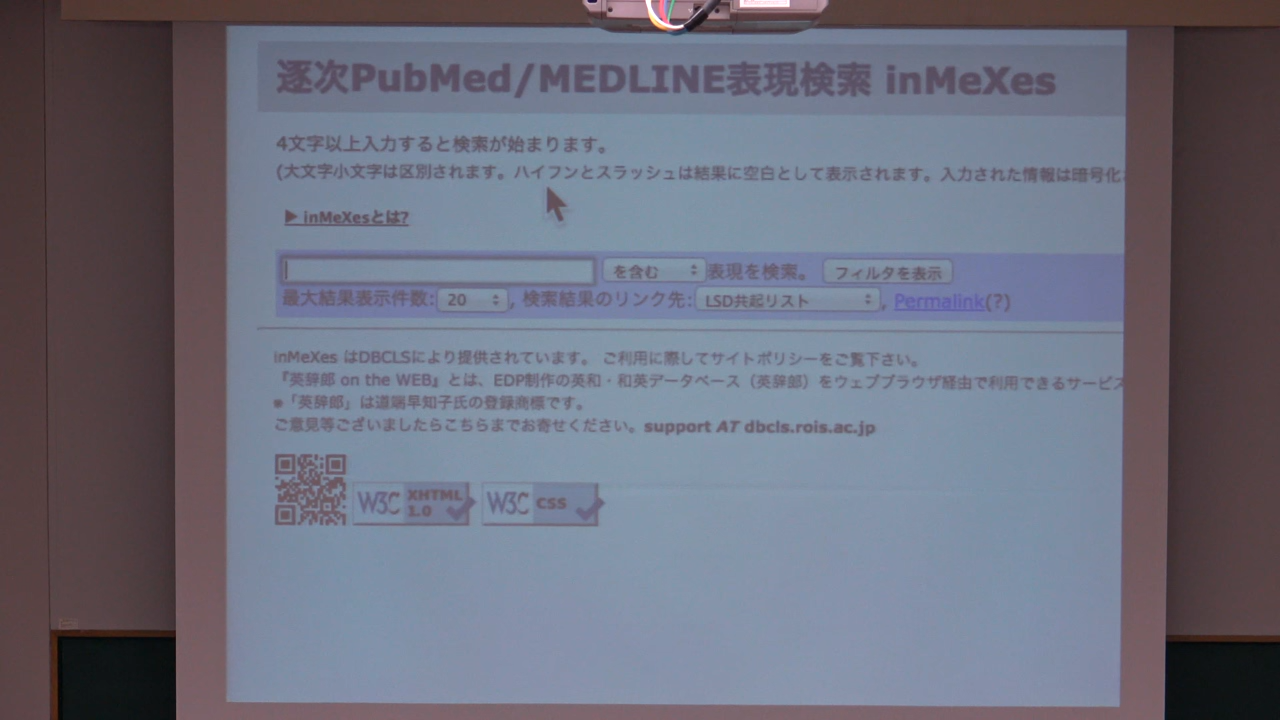 逐次PubMed/MEDLINE表現検索 inMeXes
4文字以上入力すると検索が始まります。
(大文字小文字は区別されます。ハイフンとスラッシュは結果に空白として表示されます。入力された情報は暗号化
▶ inMeXesとは?
を含む 表現を検索。 フィルタを表示
最大結果表示件数: 20 , 検索結果のリンク先: LSD共起リスト , Permalink(?)
inMeXes はDBCLSにより提供されています。 ご利用に際してサイトポリシーをご覧下さい。
『英辞郎 on the WEB』とは、EDP制作の英和・和英データベース（英辞郎）をウェブブラウザ経由で利用できるサービス
※「英辞郎」は道端早知子氏の登録商標です。
ご意見等ございましたらこちらまでお寄せください。support AT dbcls.rois.ac.jp
W3C XHTML 1.0 W3C CSS